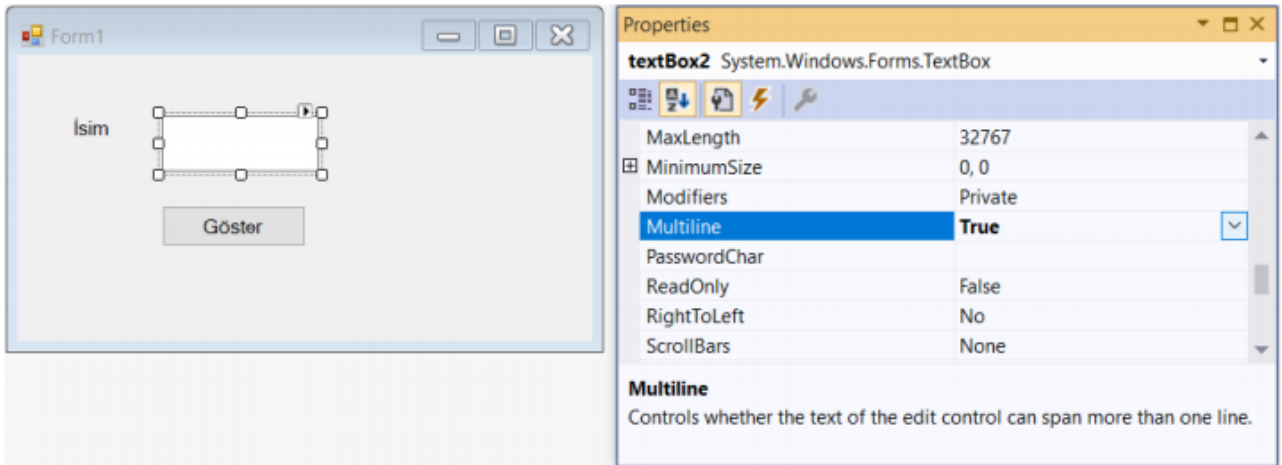 Form1
İsim
Göster
Properties
textBox2 System.Windows.Forms.TextBox
MaxLength 32767
MinimumSize 0, 0
Modifiers Private
Multiline True
PasswordChar
ReadOnly False
RightToLeft No
ScrollBars None
Multiline
Controls whether the text of the edit control can span more than one line.